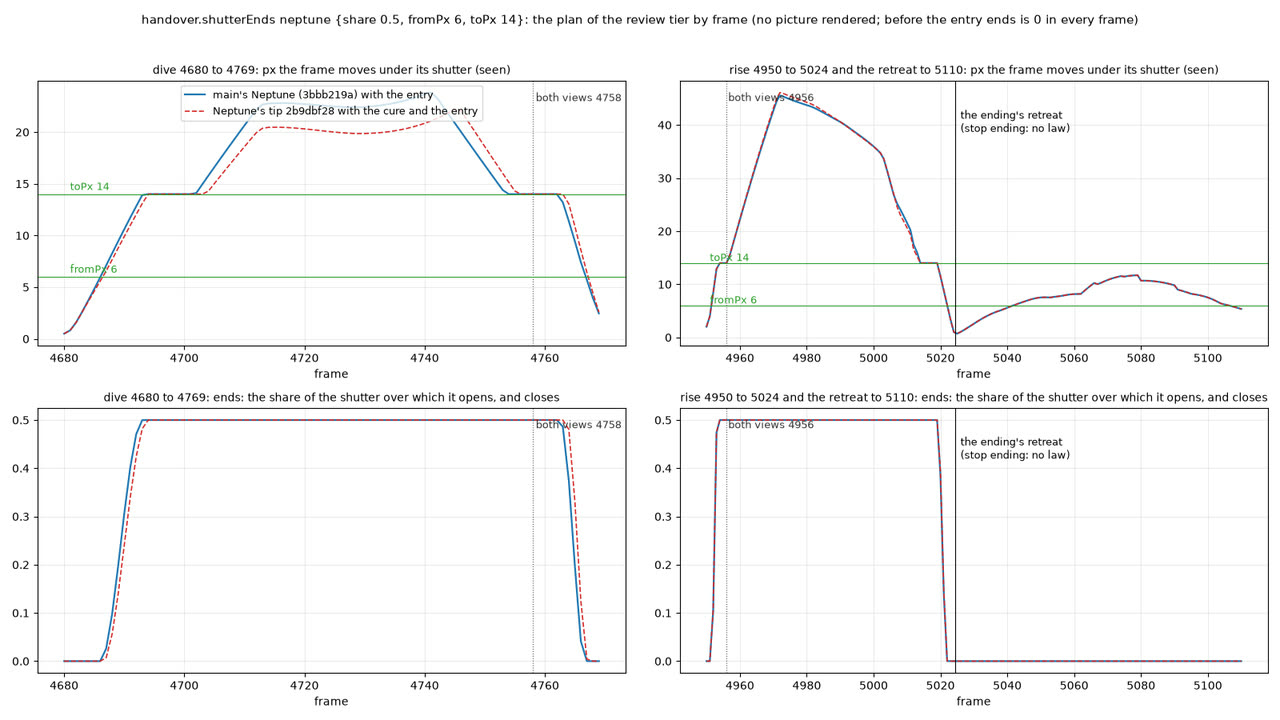 handover.shutterEnds neptune {share 0.5, fromPx 6, toPx 14}: the plan of the review tier by frame (no picture rendered; before the entry ends is 0 in every frame)
dive 4680 to 4769: px the frame moves under its shutter (seen)
main's Neptune (3bbb219a) with the entry
Neptune's tip 2b9dbf28 with the cure and the entry
both views 4758
toPx 14
fromPx 6
20
15
10
5
0
4680
4700
4720
4740
4760
frame
rise 4950 to 5024 and the retreat to 5110: px the frame moves under its shutter (seen)
both views 4956
the ending's retreat
(stop ending: no law)
toPx 14
fromPx 6
40
30
20
10
0
4960
4980
5000
5020
5040
5060
5080
5100
frame
dive 4680 to 4769: ends: the share of the shutter over which it opens, and closes
both views 4758
0.5
0.4
0.3
0.2
0.1
0.0
4680
4700
4720
4740
4760
frame
rise 4950 to 5024 and the retreat to 5110: ends: the share of the shutter over which it opens, and closes
both views 4956
the ending's retreat
(stop ending: no law)
0.5
0.4
0.3
0.2
0.1
0.0
4960
4980
5000
5020
5040
5060
5080
5100
frame